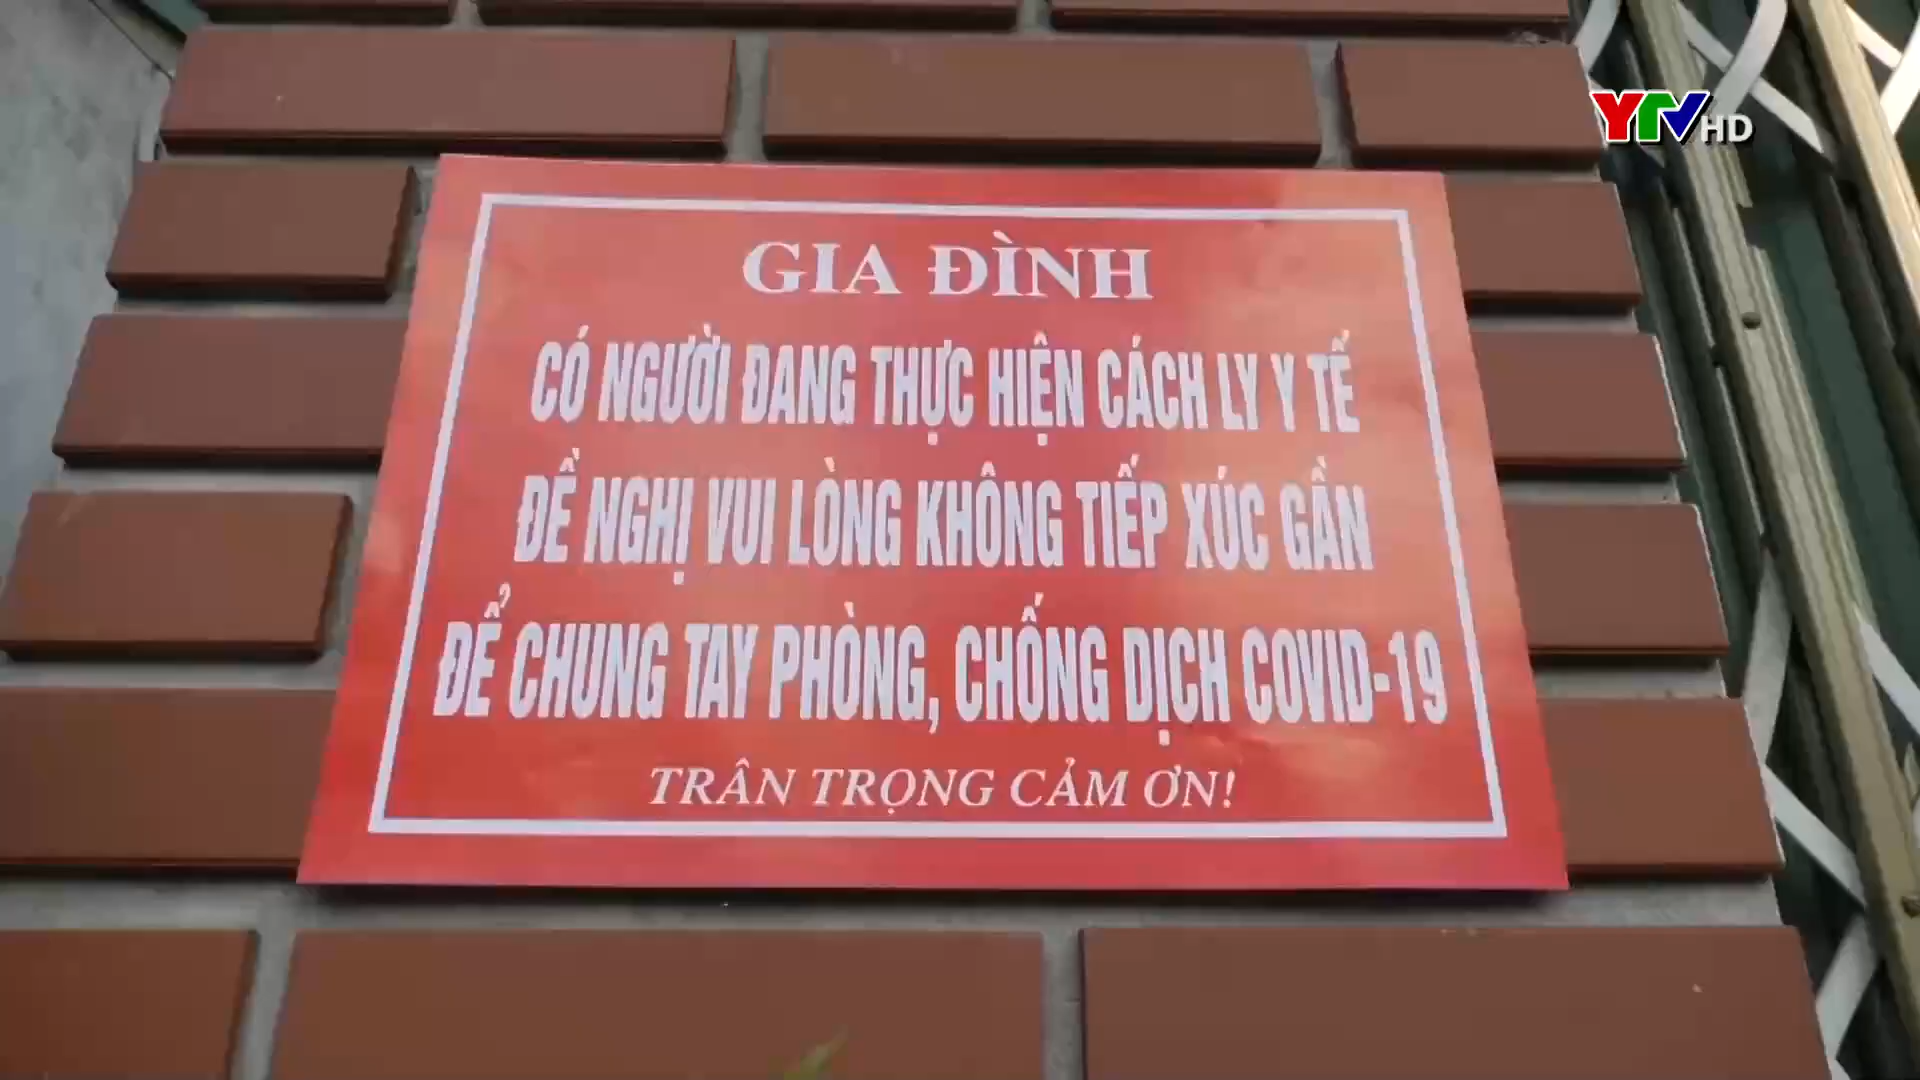 YTV HD
GIA ĐÌNH
CÓ NGƯỜI ĐANG THỰC HIỆN CÁCH LY Y TẾ
ĐỀ NGHỊ VUI LÒNG KHÔNG TIẾP XÚC GẦN
ĐỂ CHUNG TAY PHÒNG, CHỐNG DỊCH COVID-19
TRÂN TRỌNG CẢM ƠN!